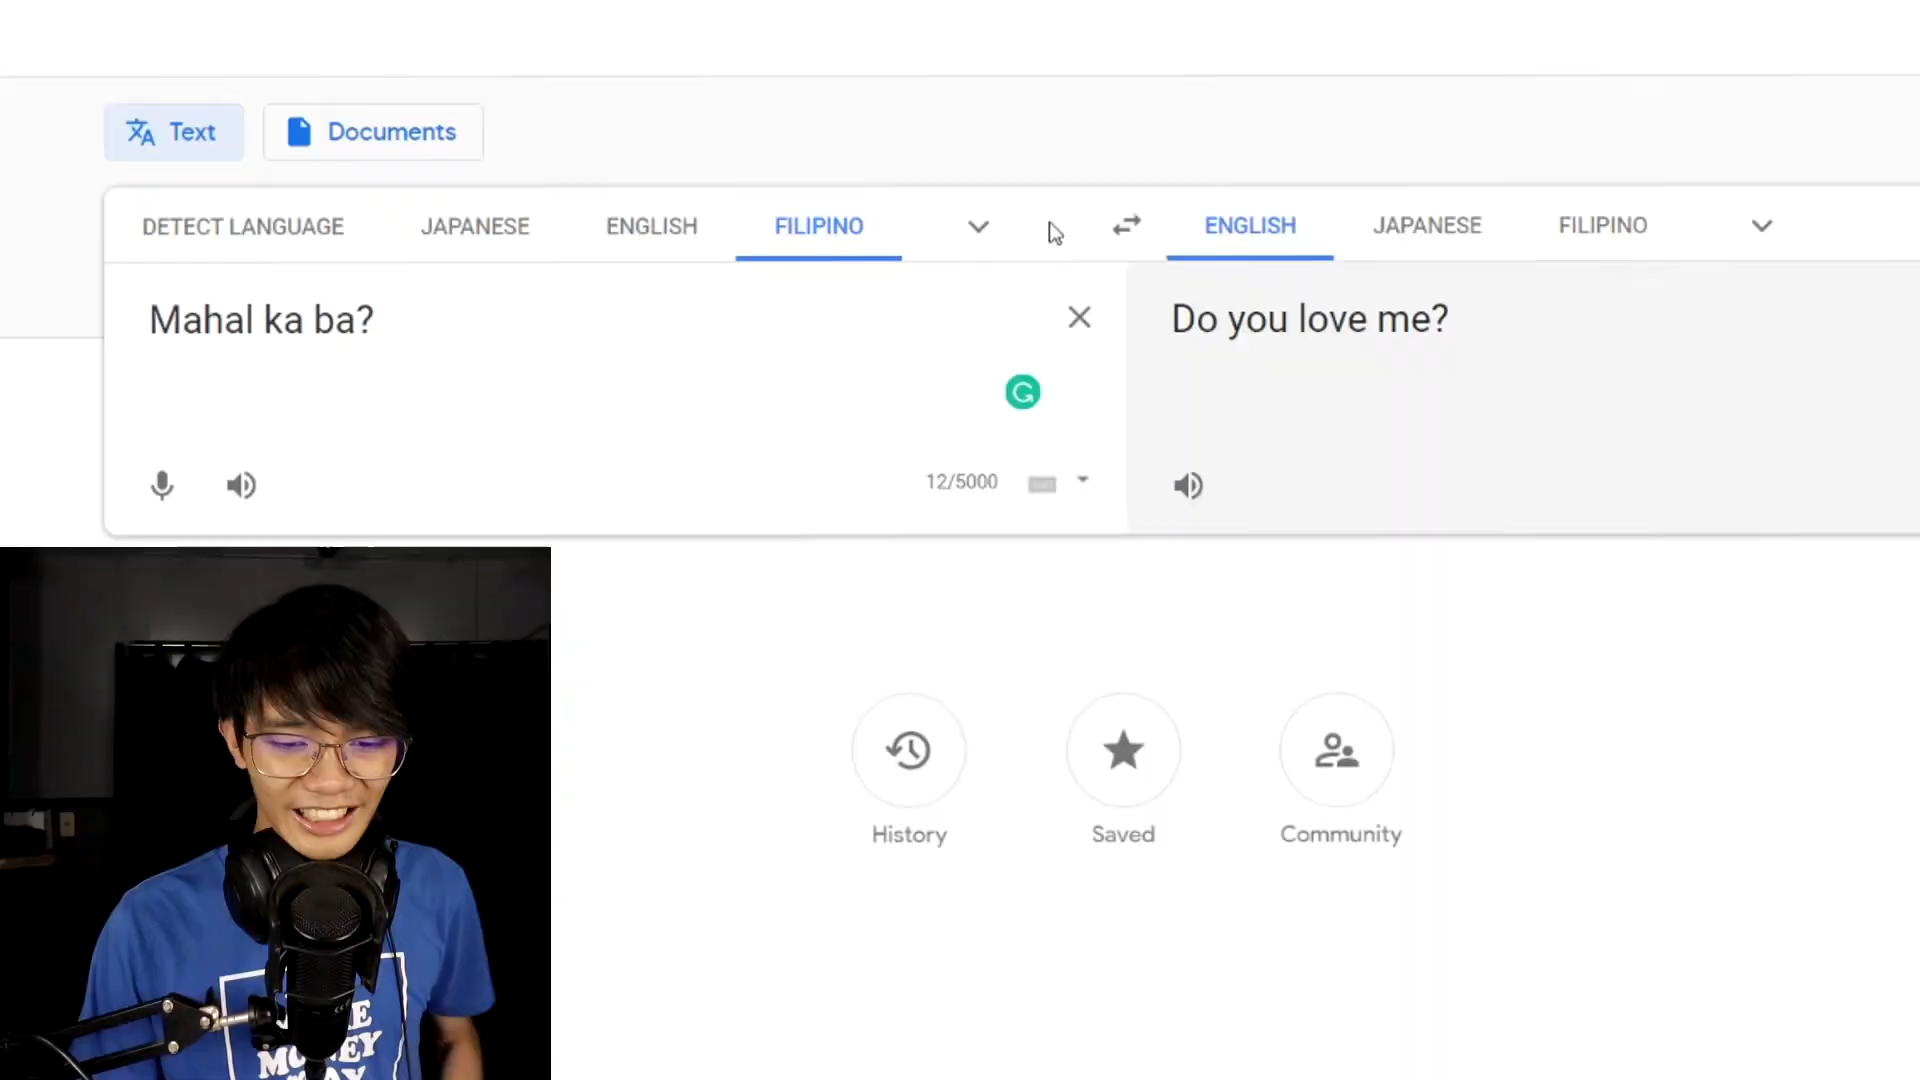 Text
Documents
DETECT LANGUAGE JAPANESE ENGLISH FILIPINO
ENGLISH JAPANESE FILIPINO
Mahal ka ba?
Do you love me?
12/5000
History
Saved
Community